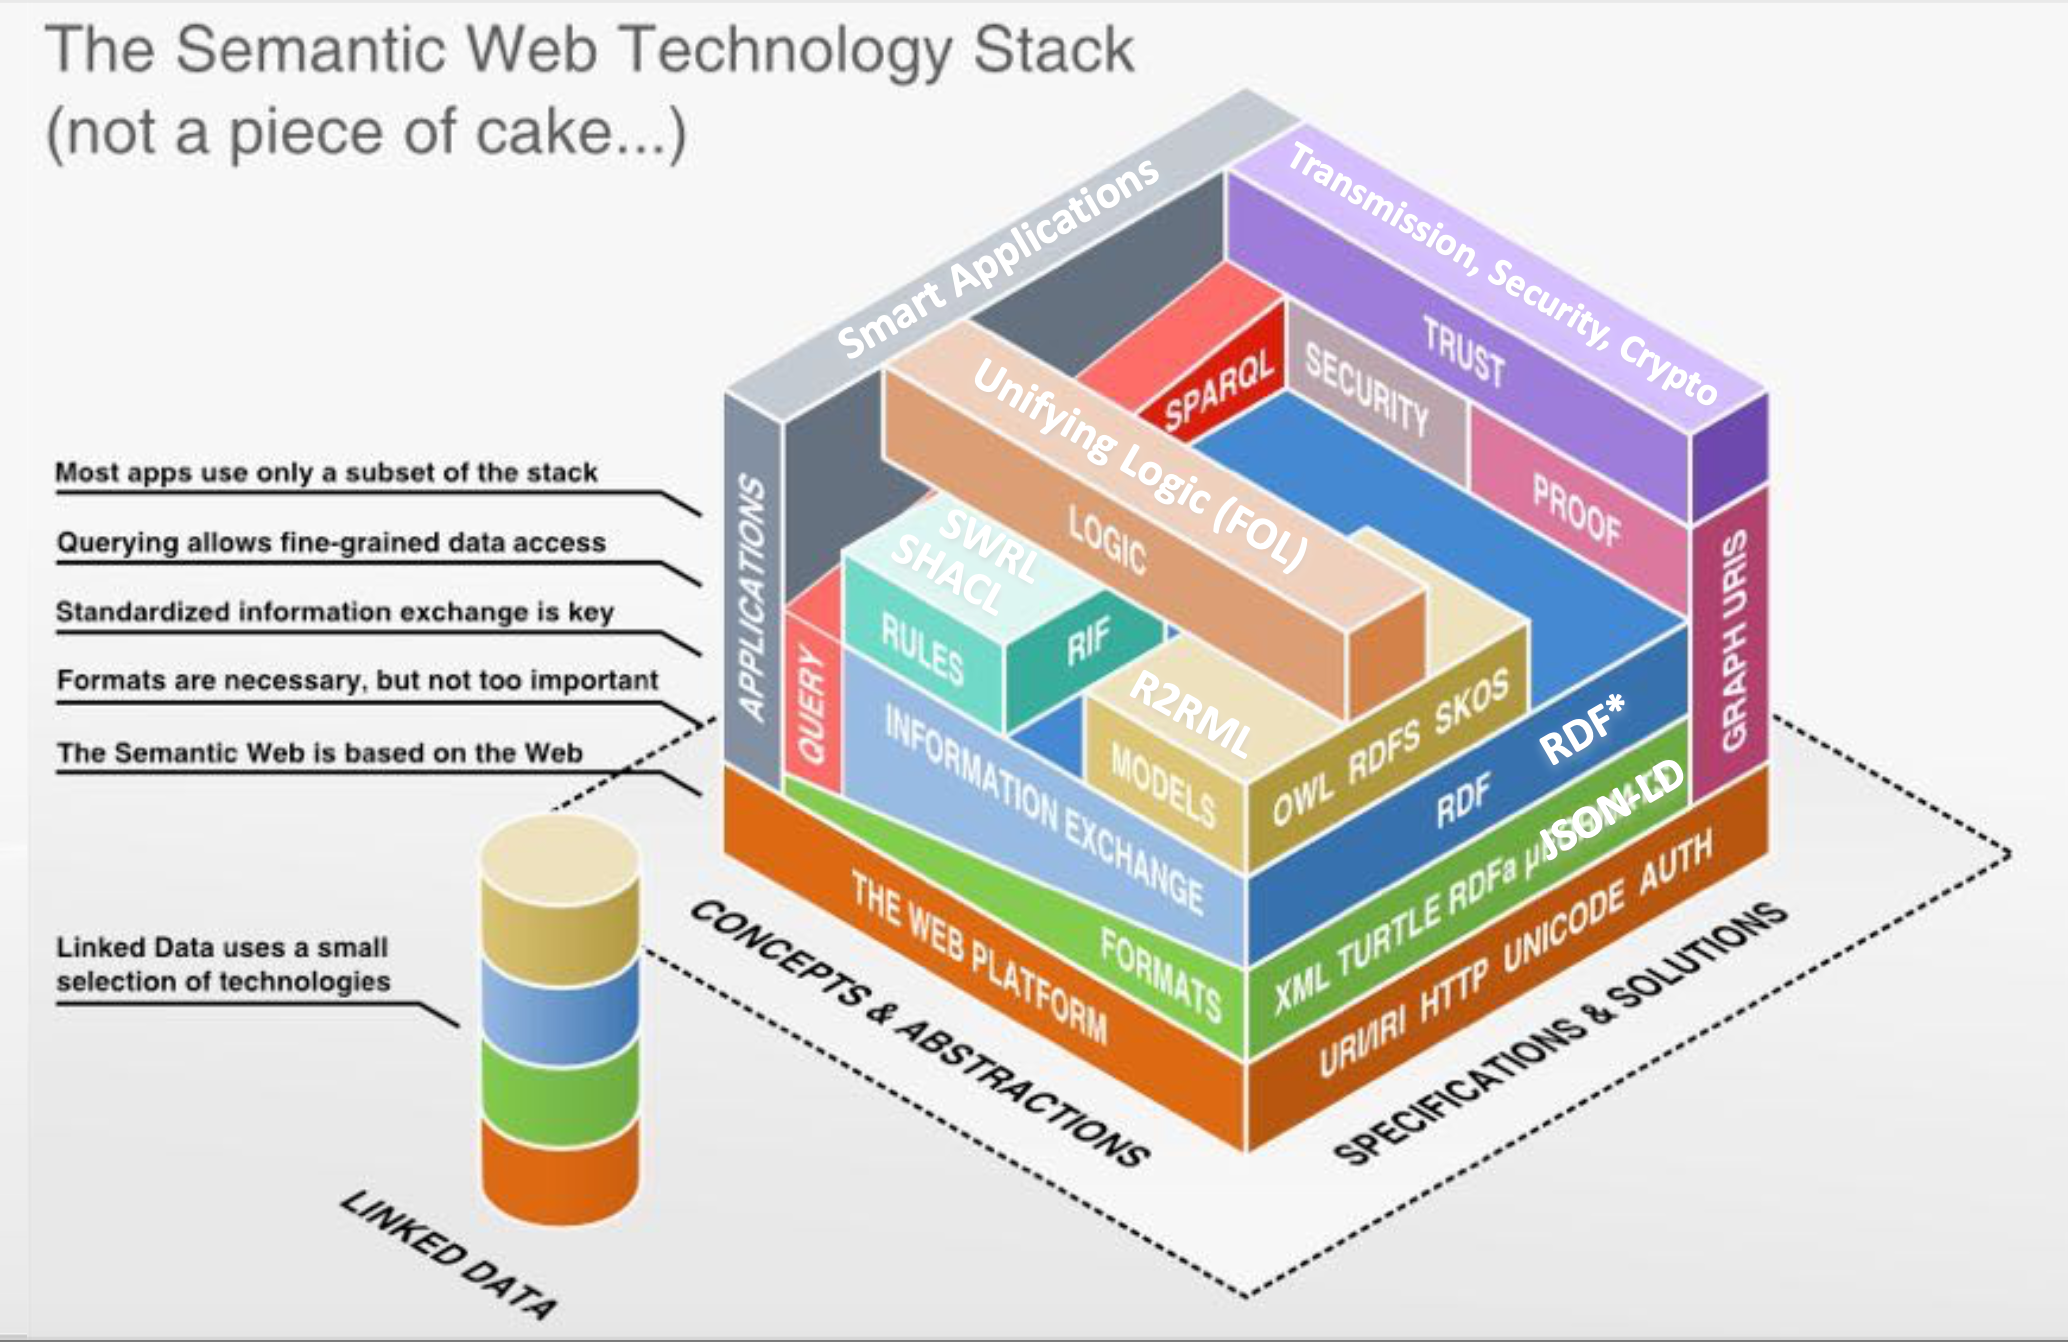 The Semantic Web Technology Stack
(not a piece of cake...)
Most apps use only a subset of the stack
Querying allows fine-grained data access
Standardized information exchange is key
Formats are necessary, but not too important
The Semantic Web is based on the Web
Linked Data uses a small
selection of technologies
LINKED DATA
Smart Applications
Transmission, Security, Crypto
TRUST
SPARQL
SECURITY
PROOF
Unifying Logic (FOL)
LOGIC
SWRL
SHACL
RULES
RIF
APPLICATIONS
QUERY
GRAPH URIS
R2RML
MODELS
OWL RDFS SKOS
INFORMATION EXCHANGE
RDF
RDF*
FORMATS
XML TURTLE RDFa
JSON-LD
THE WEB PLATFORM
URI/IRI HTTP UNICODE AUTH
CONCEPTS & ABSTRACTIONS
SPECIFICATIONS & SOLUTIONS